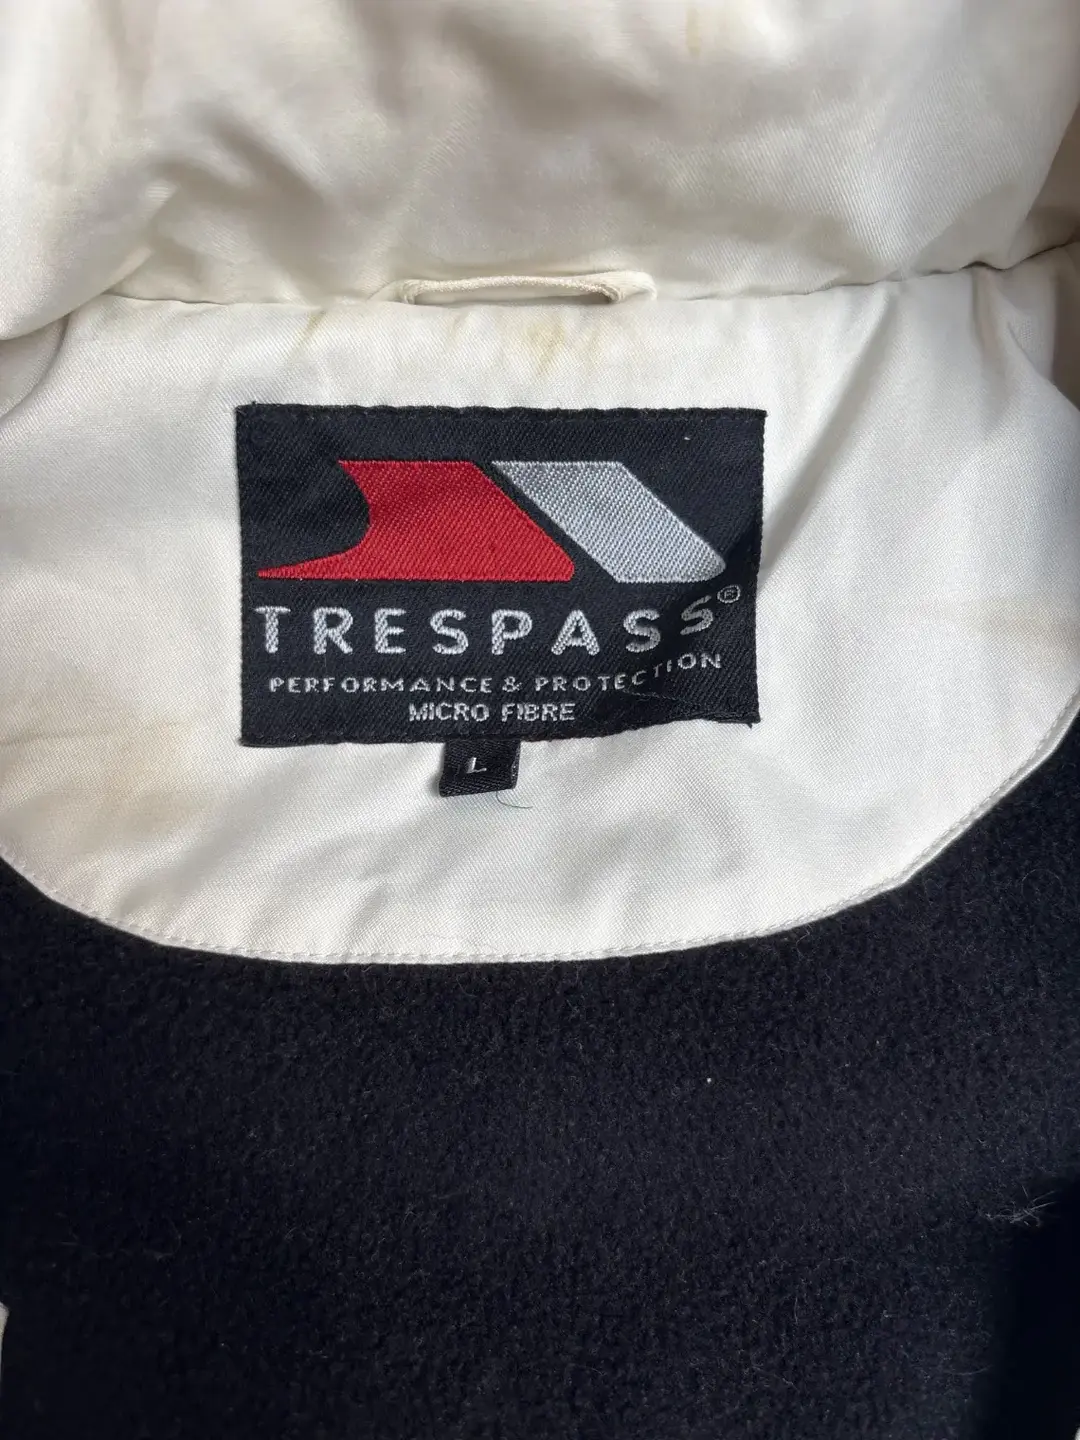 TRESPASS®
PERFORMANCE & PROTECTION
MICRO FIBRE
L